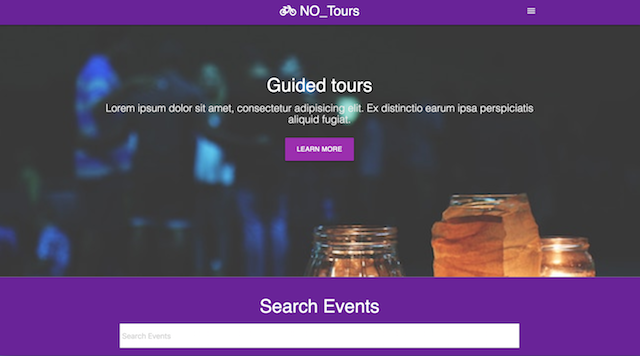 NO_Tours
Guided tours
Lorem ipsum dolor sit amet, consectetur adipisicing elit. Ex distinctio earum ipsa perspiciatis
aliquid fugiat.
LEARN MORE
Search Events
Search Events